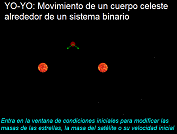 YO-YO: Movimiento de un cuerpo celeste
alrededor de un sistema binario
Entra en la ventana de condiciones iniciales para modificar las
masas de las estrellas, la masa del satélite o su velocidad inicial